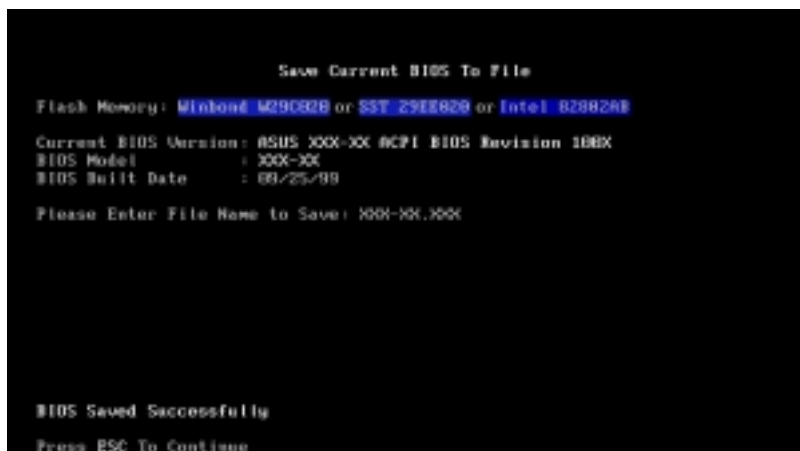 Save Current BIOS To File
Flash Memory: Winbond W29C020 or SST 29EE020 or Intel 82802AB
Current BIOS Version: ASUS XXX-XX ACPI BIOS Revision 100X
BIOS Model : XXX-XX
BIOS Built Date : 09/25/99
Please Enter File Name to Save: XXX-XX.XXX
BIOS Saved Successfully
Press ESC To Continue